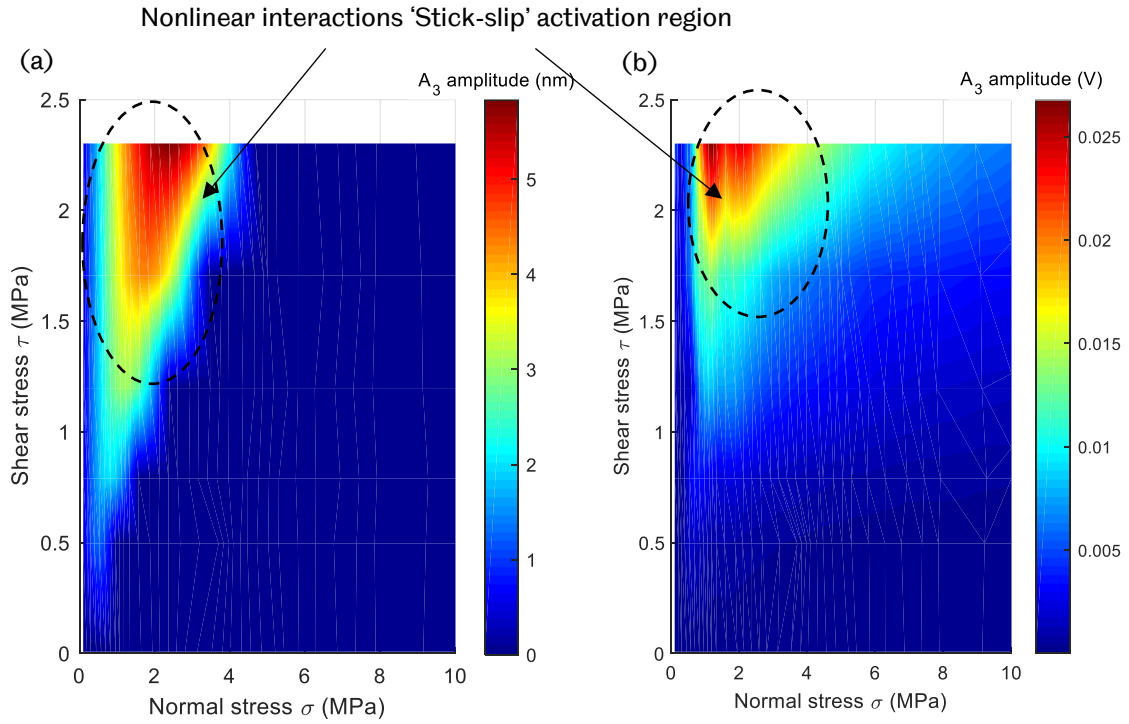 Nonlinear interactions ‘Stick-slip’ activation region
(a)
A3 amplitude (nm)
2.5
2
1.5
1
0.5
0
Shear stress τ (MPa)
0 2 4 6 8 10
Normal stress σ (MPa)
5
4
3
2
1
0
(b)
A3 amplitude (V)
2.5
2
1.5
1
0.5
0
Shear stress τ (MPa)
0 2 4 6 8 10
Normal stress σ (MPa)
0.025
0.02
0.015
0.01
0.005